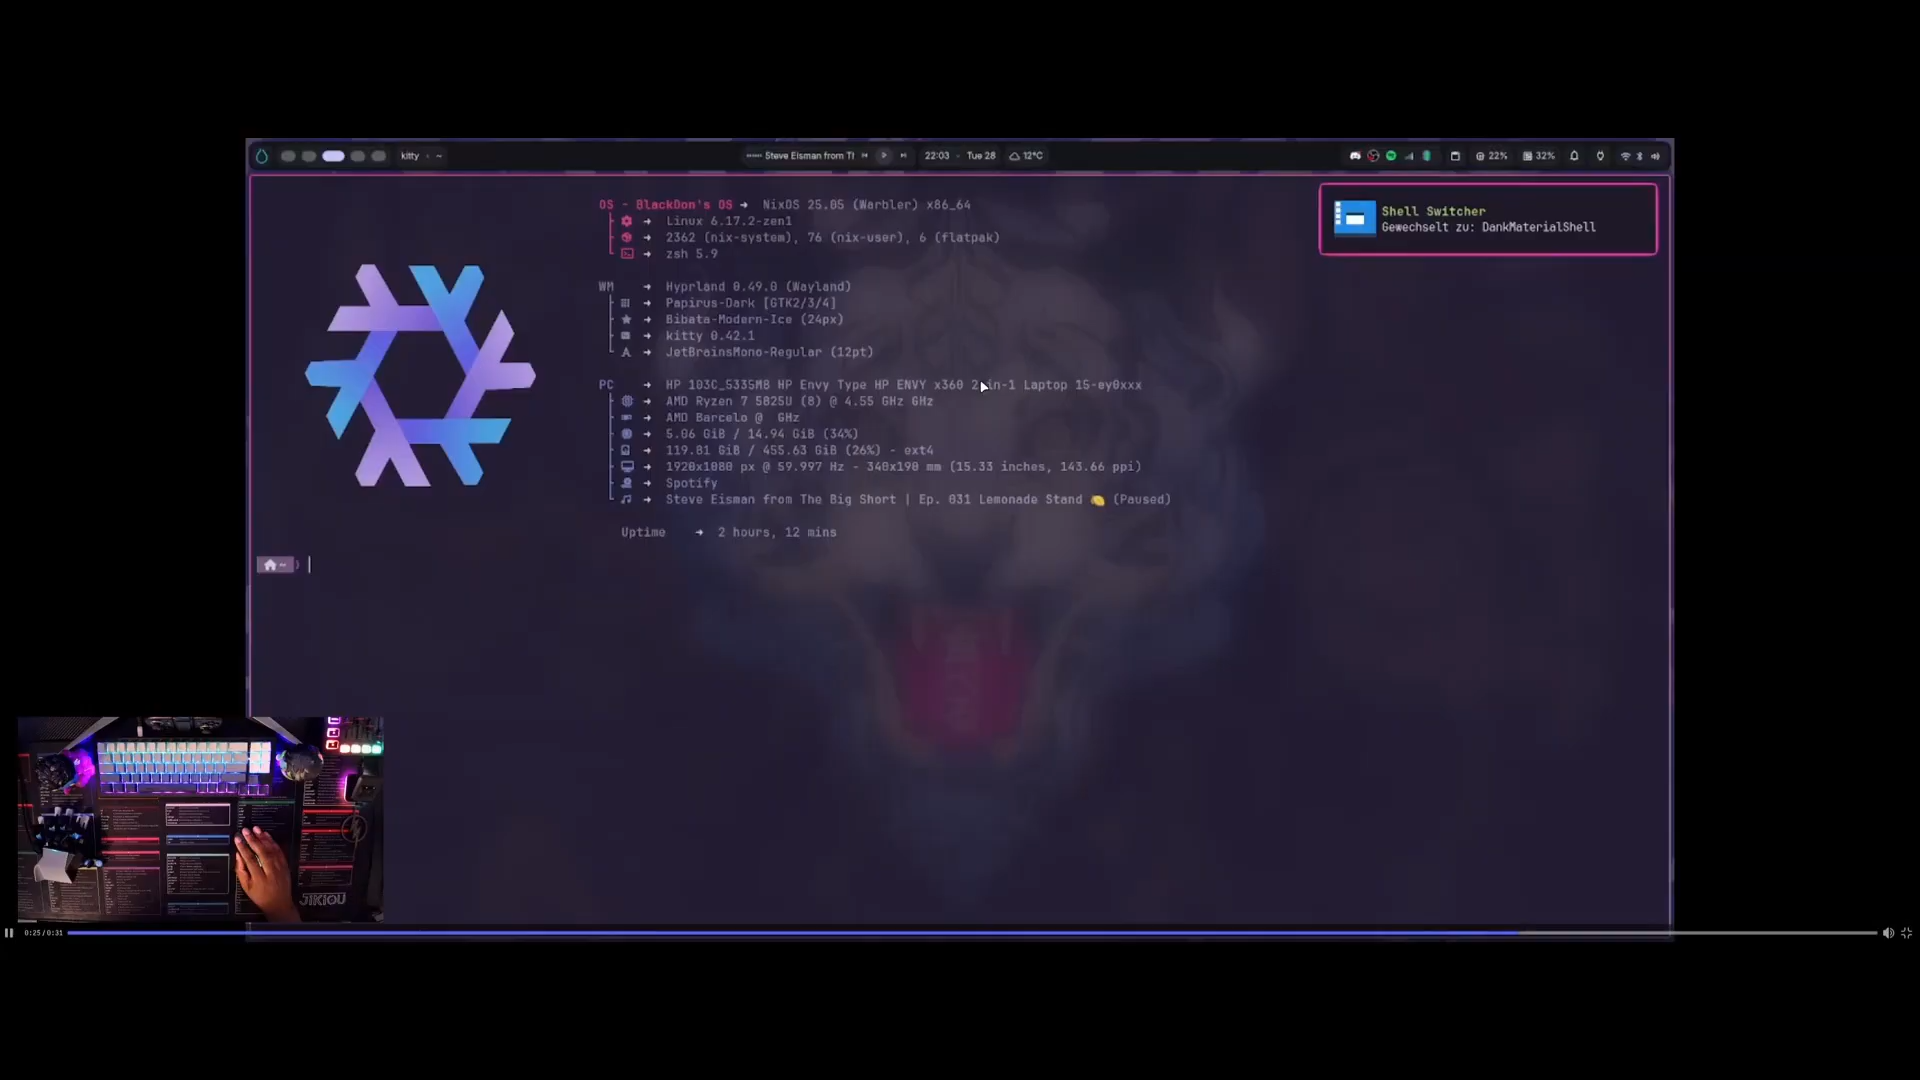 kitty ~
Steve Eisman from Tl
22:03 · Tue 28
12°C
22%
32%
OS - BlackDon's OS ➜ NixOS 25.05 (Warbler) x86_64
➜ Linux 6.17.2-zen1
➜ 2362 (nix-system), 76 (nix-user), 6 (flatpak)
➜ zsh 5.9
Shell Switcher
Gewechselt zu: DankMaterialShell
WM ➜ Hyprland 0.49.0 (Wayland)
➜ Papirus-Dark [GTK2/3/4]
➜ Bibata-Modern-Ice (24px)
➜ kitty 0.42.1
➜ JetBrainsMono-Regular (12pt)
PC ➜ HP 103C_5335M8 HP Envy Type HP ENVY x360 2-in-1 Laptop 15-ey0xxx
➜ AMD Ryzen 7 5825U (8) @ 4.55 GHz GHz
➜ AMD Barcelo @ GHz
➜ 5.06 GiB / 14.94 GiB (34%)
➜ 119.81 GiB / 455.63 GiB (26%) - ext4
➜ 1920x1080 px @ 59.997 Hz - 340x190 mm (15.33 inches, 143.66 ppi)
➜ Spotify
➜ Steve Eisman from The Big Short | Ep. 031 Lemonade Stand 🍋 (Paused)
Uptime ➜ 2 hours, 12 mins
~
JIKIOU
0:25/0:31